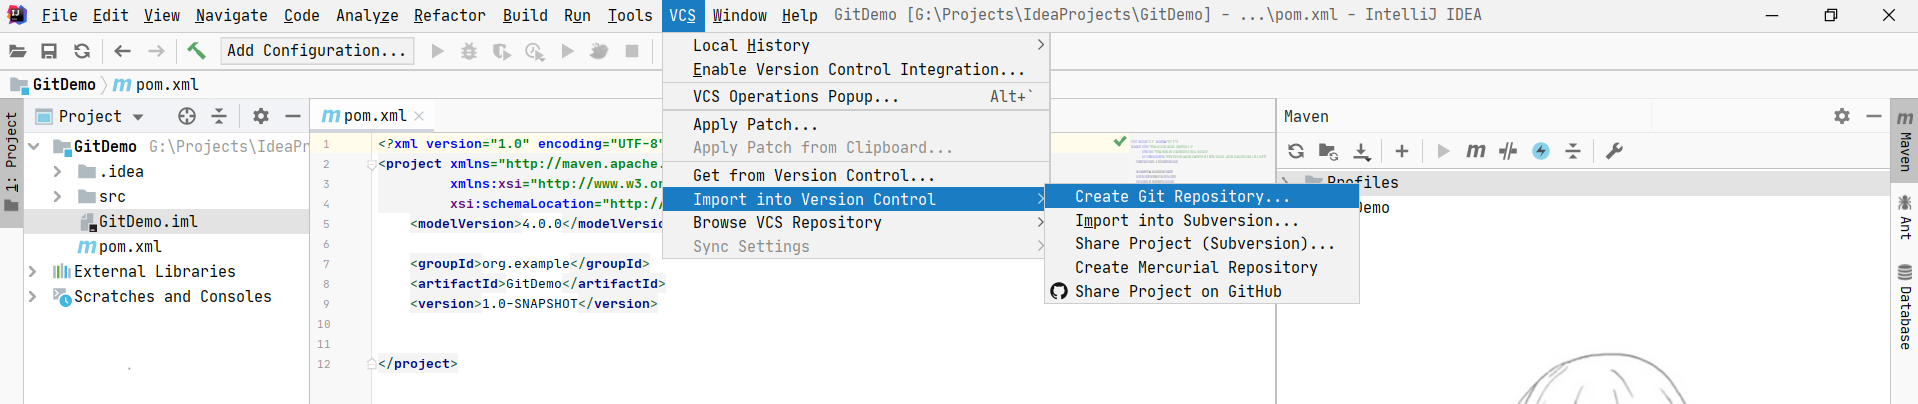 File Edit View Navigate Code Analyze Refactor Build Run Tools VCS Window Help GitDemo [G:\Projects\IdeaProjects\GitDemo] - ...\pom.xml - IntelliJ IDEA
Add Configuration...
GitDemo pom.xml
1: Project
Project
GitDemo G:\Projects\IdeaPr
.idea
src
GitDemo.iml
pom.xml
External Libraries
Scratches and Consoles
pom.xml
1 <?xml version="1.0" encoding="UTF-8"
2 <project xmlns="http://maven.apache.
3 xmlns:xsi="http://www.w3.or
4 xsi:schemaLocation="http://
5 <modelVersion>4.0.0</modelVersio
6
7 <groupId>org.example</groupId>
8 <artifactId>GitDemo</artifactId>
9 <version>1.0-SNAPSHOT</version>
10
11
12 </project>
Local History
Enable Version Control Integration...
VCS Operations Popup... Alt+`
Apply Patch...
Apply Patch from Clipboard...
Get from Version Control...
Import into Version Control
Browse VCS Repository
Sync Settings
Create Git Repository...
Import into Subversion...
Share Project (Subversion)...
Create Mercurial Repository
Share Project on GitHub
Maven
Profiles
Demo
Maven
Ant
Database